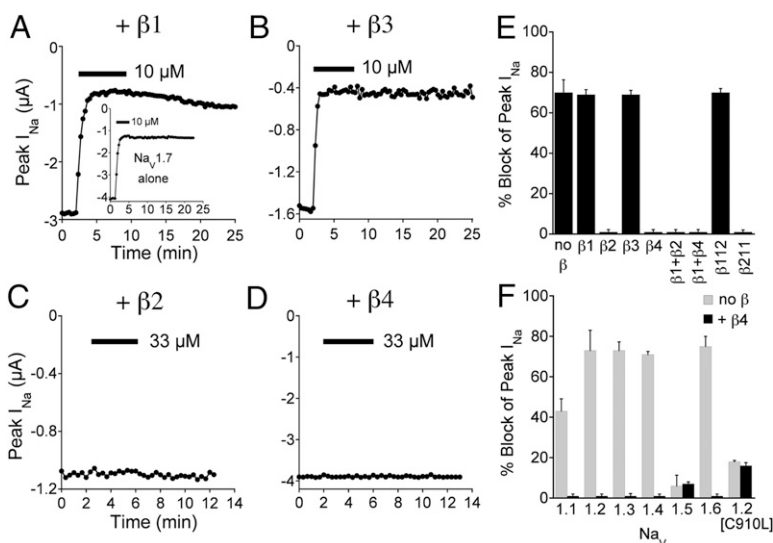 A + β1
0
-1
-2
-3
Peak I_Na (μA)
10 μM
0
-1
-2
-3
-4
10 μM
Na_V1.7
alone
0 5 10 15 20 25
0 5 10 15 20 25
Time (min)
B + β3
0
-0.4
-0.8
-1.2
-1.6
10 μM
0 5 10 15 20 25
Time (min)
C + β2
0
-0.4
-0.8
-1.2
Peak I_Na (μA)
33 μM
0 2 4 6 8 10 12 14
Time (min)
D + β4
0
-1
-2
-3
-4
33 μM
0 2 4 6 8 10 12 14
Time (min)
E
% Block of Peak I_Na
100
80
60
40
20
0
no β
β1
β2
β3
β4
β1+β2
β1+β4
β112
β211
F
no β
+ β4
% Block of Peak I_Na
100
80
60
40
20
0
1.1 1.2 1.3 1.4 1.5 1.6 1.2
[C910L]
Na_V